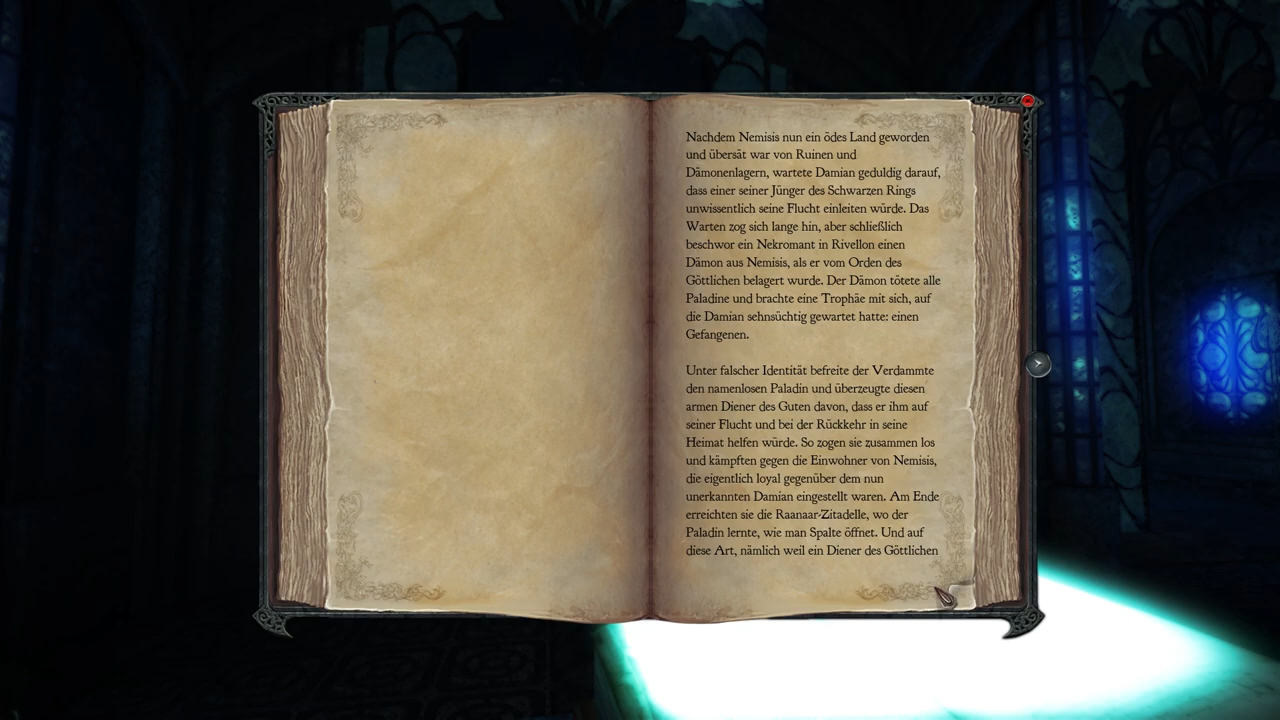 Nachdem Nemisis nun ein ödes Land geworden
und übersät war von Ruinen und
Dämonenlagern, wartete Damian geduldig darauf,
dass einer seiner Jünger des Schwarzen Rings
unwissentlich seine Flucht einleiten würde. Das
Warten zog sich lange hin, aber schließlich
beschwor ein Nekromant in Rivellon einen
Dämon aus Nemisis, als er vom Orden des
Göttlichen belagert wurde. Der Dämon tötete alle
Paladine und brachte eine Trophäe mit sich, auf
die Damian sehnsüchtig gewartet hatte: einen
Gefangenen.

Unter falscher Identität befreite der Verdammte
den namenlosen Paladin und überzeugte diesen
armen Diener des Guten davon, dass er ihm auf
seiner Flucht und bei der Rückkehr in seine
Heimat helfen würde. So zogen sie zusammen los
und kämpften gegen die Einwohner von Nemisis,
die eigentlich loyal gegenüber dem nun
unerkannten Damian eingestellt waren. Am Ende
erreichten sie die Raanaar-Zitadelle, wo der
Paladin lernte, wie man Spalte öffnet. Und auf
diese Art, nämlich weil ein Diener des Göttlichen